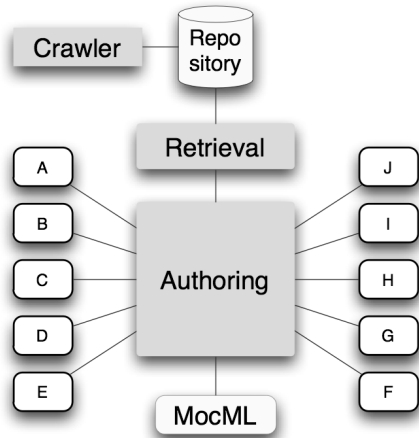 Crawler
Repo
sitory
Retrieval
A
J
B
I
C
Authoring
H
D
G
E
F
MocML